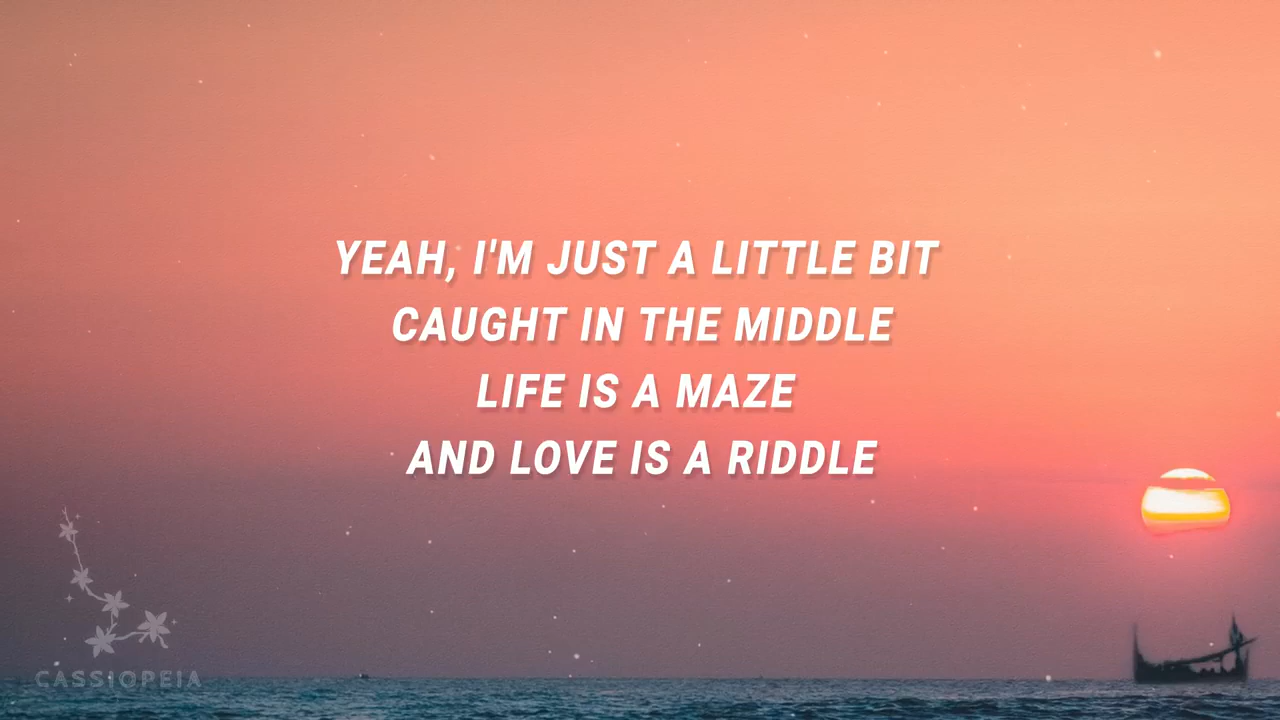 YEAH, I'M JUST A LITTLE BIT
CAUGHT IN THE MIDDLE
LIFE IS A MAZE
AND LOVE IS A RIDDLE
CASSIOPEIA